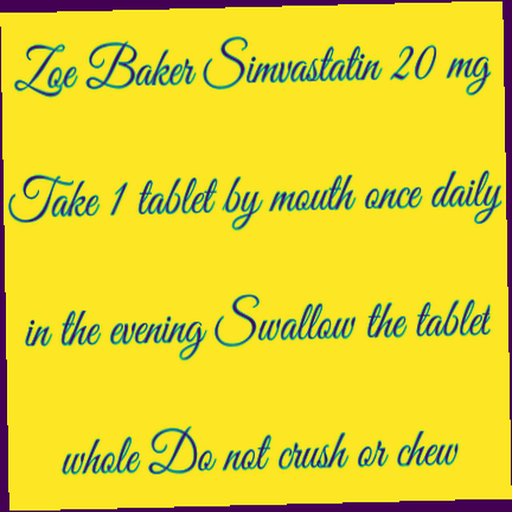 Zoe Baker Simvastatin 20 mg
Take 1 tablet by mouth once daily
in the evening Swallow the tablet
whole Do not crush or chew